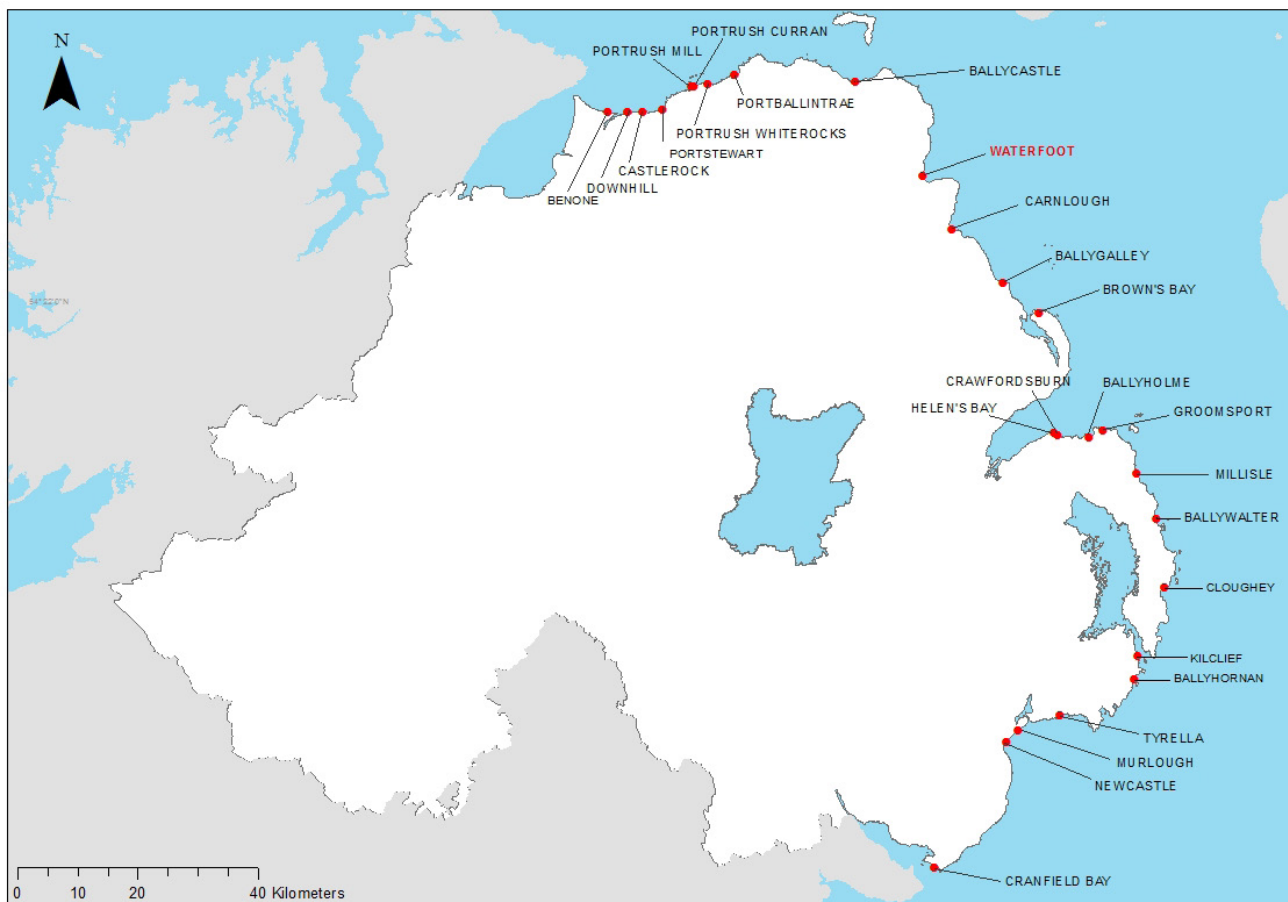 N
PORTRUSH CURRAN
PORTRUSH MILL
BALLYCASTLE
PORTBALLINTRAE
PORTRUSH WHITEROCKS
PORTSTEWART
CASTLEROCK
DOWNHILL
BENONE
WATERFOOT
CARNLOUGH
BALLYGALLEY
BROWN'S BAY
CRAWFORDSBURN
BALLYHOLME
HELEN'S BAY
GROOMSPORT
MILLISLE
BALLYWALTER
CLOUGHEY
KILCLIEF
BALLYHORNAN
TYRELLA
MURLOUGH
NEWCASTLE
CRANFIELD BAY
0 10 20 40 Kilometers